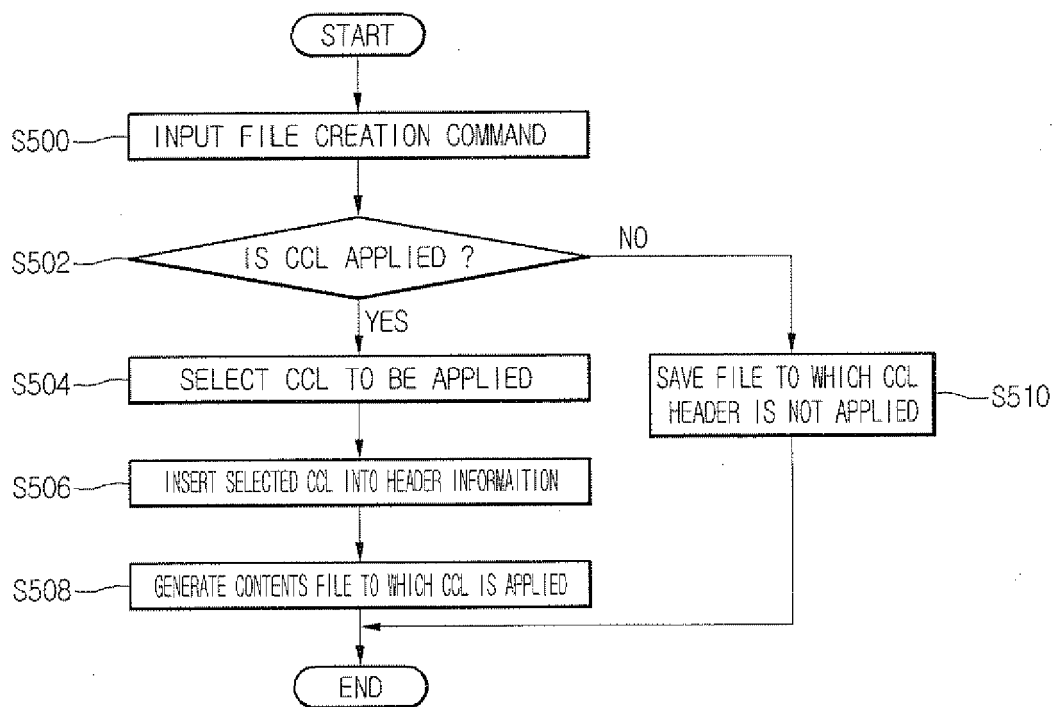 START
S500
INPUT FILE CREATION COMMAND
S502
IS CCL APPLIED ?
NO
YES
S504
SELECT CCL TO BE APPLIED
SAVE FILE TO WHICH CCL
HEADER IS NOT APPLIED
S510
S506
INSERT SELECTED CCL INTO HEADER INFORMAITION
S508
GENERATE CONTENTS FILE TO WHICH CCL IS APPLIED
END